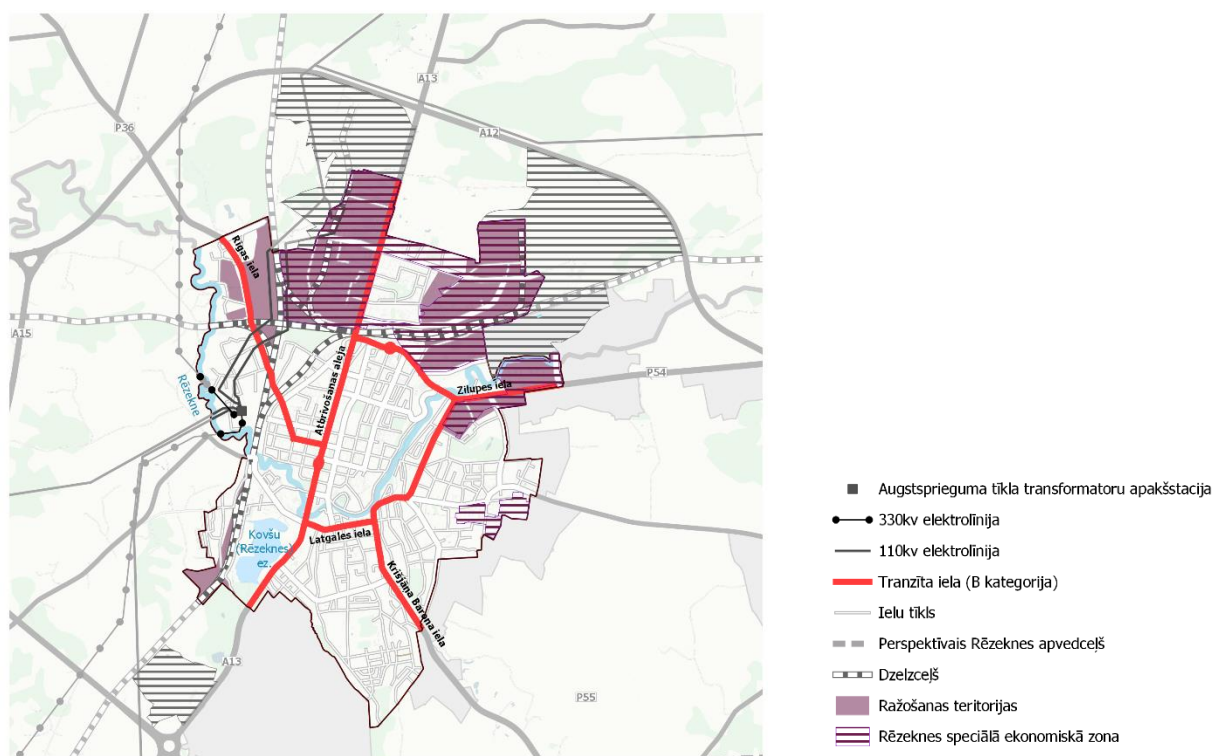 A13
P36
A12
Rīgas iela
A15
Atbrīvošanas aleja
Rēzekne
Zilupes iela
P54
Kovšu
(Rēzeknes)
ez.
Latgales iela
Krišjāņa Barona iela
A13
P55
Augstsprieguma tīkla transformatoru apakšstacija
330kv elektrolīnija
110kv elektrolīnija
Tranzīta iela (B kategorija)
Ielu tīkls
Perspektīvais Rēzeknes apvedceļš
Dzelzceļš
Ražošanas teritorijas
Rēzeknes speciālā ekonomiskā zona